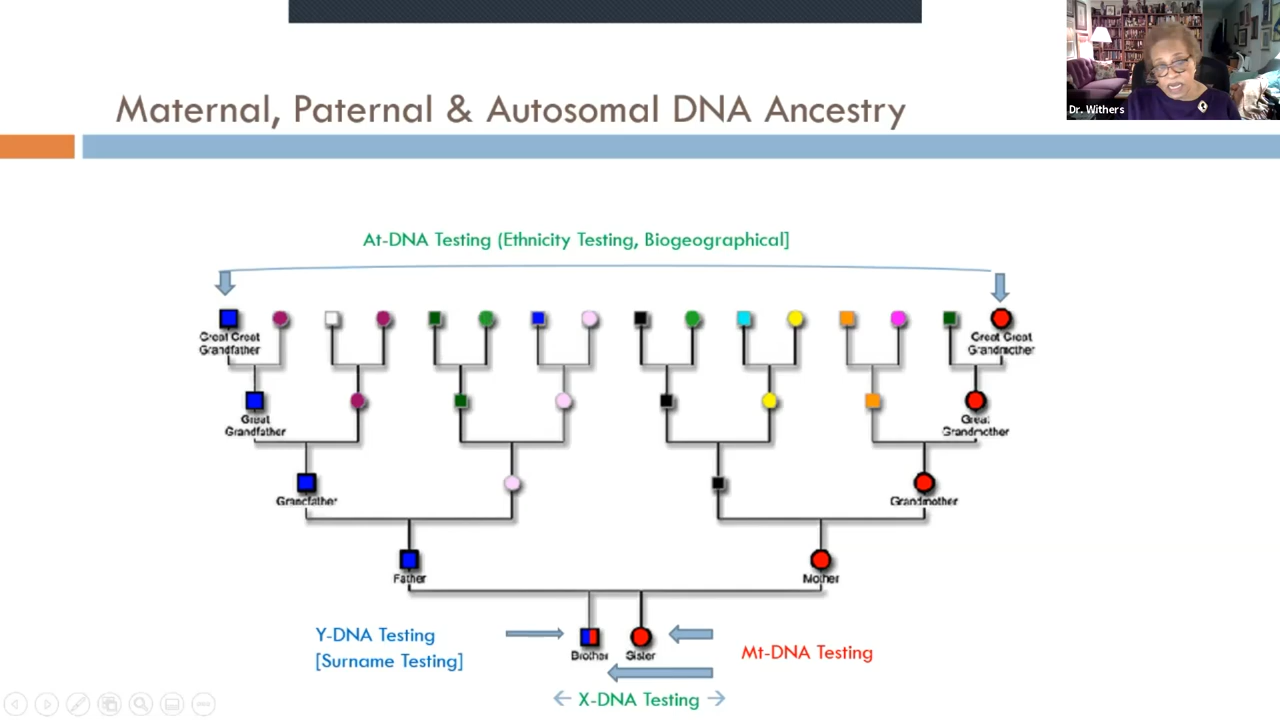 Dr. Withers
Maternal, Paternal & Autosomal DNA Ancestry
At-DNA Testing (Ethnicity Testing, Biogeographical]
Great Great
Grandfather
Great Great
Grandmother
Great
Grandfather
Great
Grandmother
Grandfather
Grandmother
Father
Mother
Y-DNA Testing
[Surname Testing]
Brother
Sister
Mt-DNA Testing
X-DNA Testing